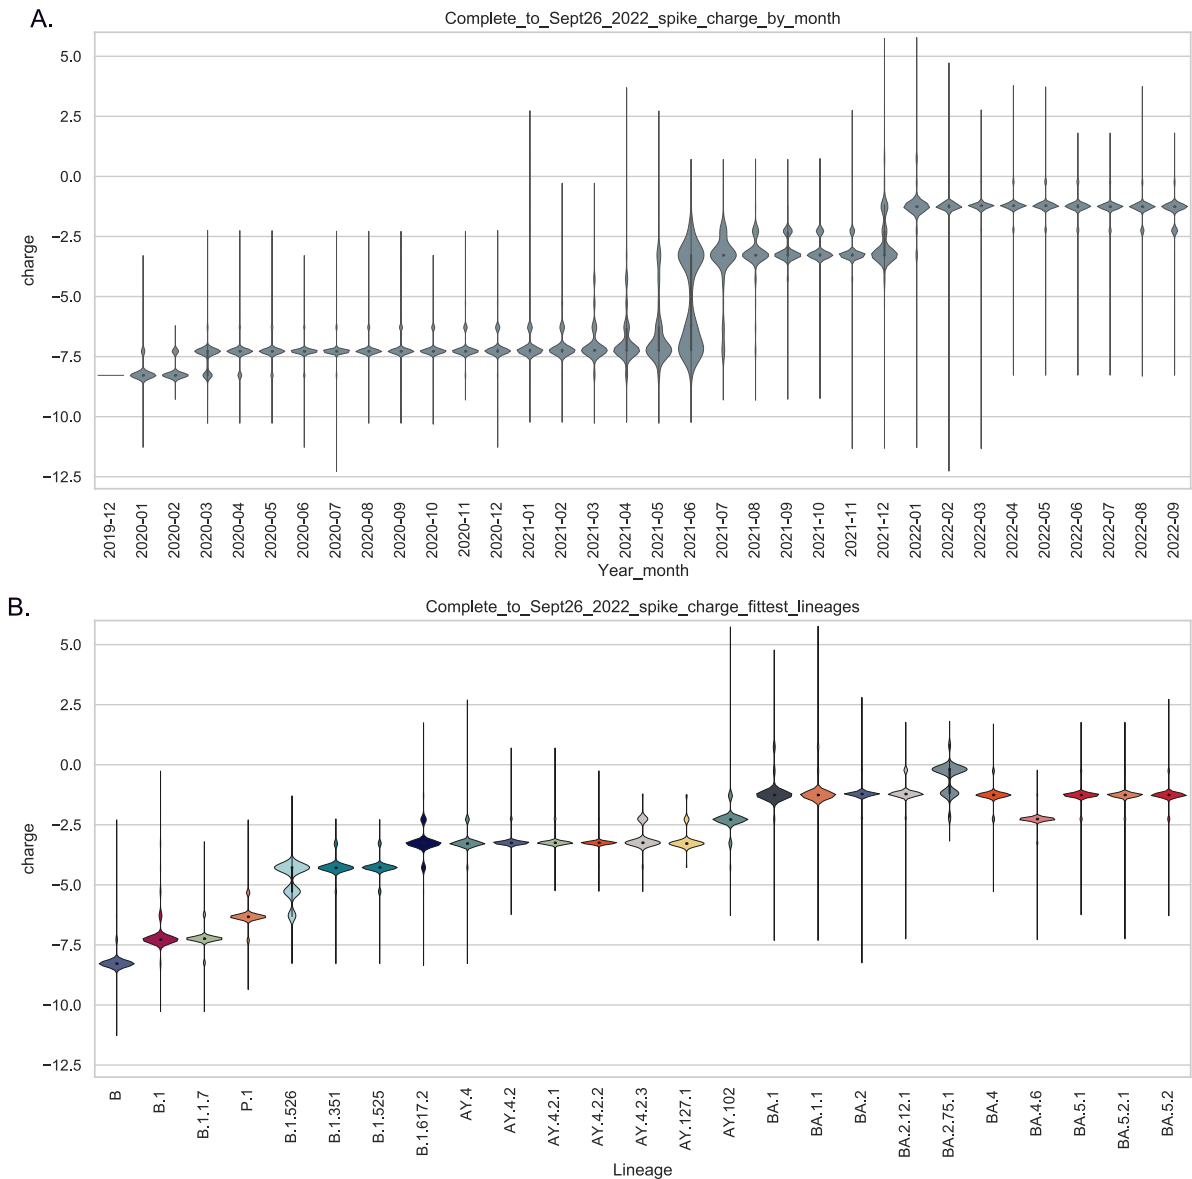 A.
Complete_to_Sept26_2022_spike_charge_by_month
5.0
2.5
0.0
−2.5
−5.0
−7.5
−10.0
−12.5
charge
2019-12
2020-01
2020-02
2020-03
2020-04
2020-05
2020-06
2020-07
2020-08
2020-09
2020-10
2020-11
2020-12
2021-01
2021-02
2021-03
2021-04
2021-05
2021-06
2021-07
2021-08
2021-09
2021-10
2021-11
2021-12
2022-01
2022-02
2022-03
2022-04
2022-05
2022-06
2022-07
2022-08
2022-09
Year_month
B.
Complete_to_Sept26_2022_spike_charge_fittest_lineages
5.0
2.5
0.0
−2.5
−5.0
−7.5
−10.0
−12.5
charge
B
B.1
B.1.1.7
P.1
B.1.526
B.1.351
B.1.525
B.1.617.2
AY.4
AY.4.2
AY.4.2.1
AY.4.2.2
AY.4.2.3
AY.127.1
AY.102
BA.1
BA.1.1
BA.2
BA.2.12.1
BA.2.75.1
BA.4
BA.4.6
BA.5.1
BA.5.2.1
BA.5.2
Lineage